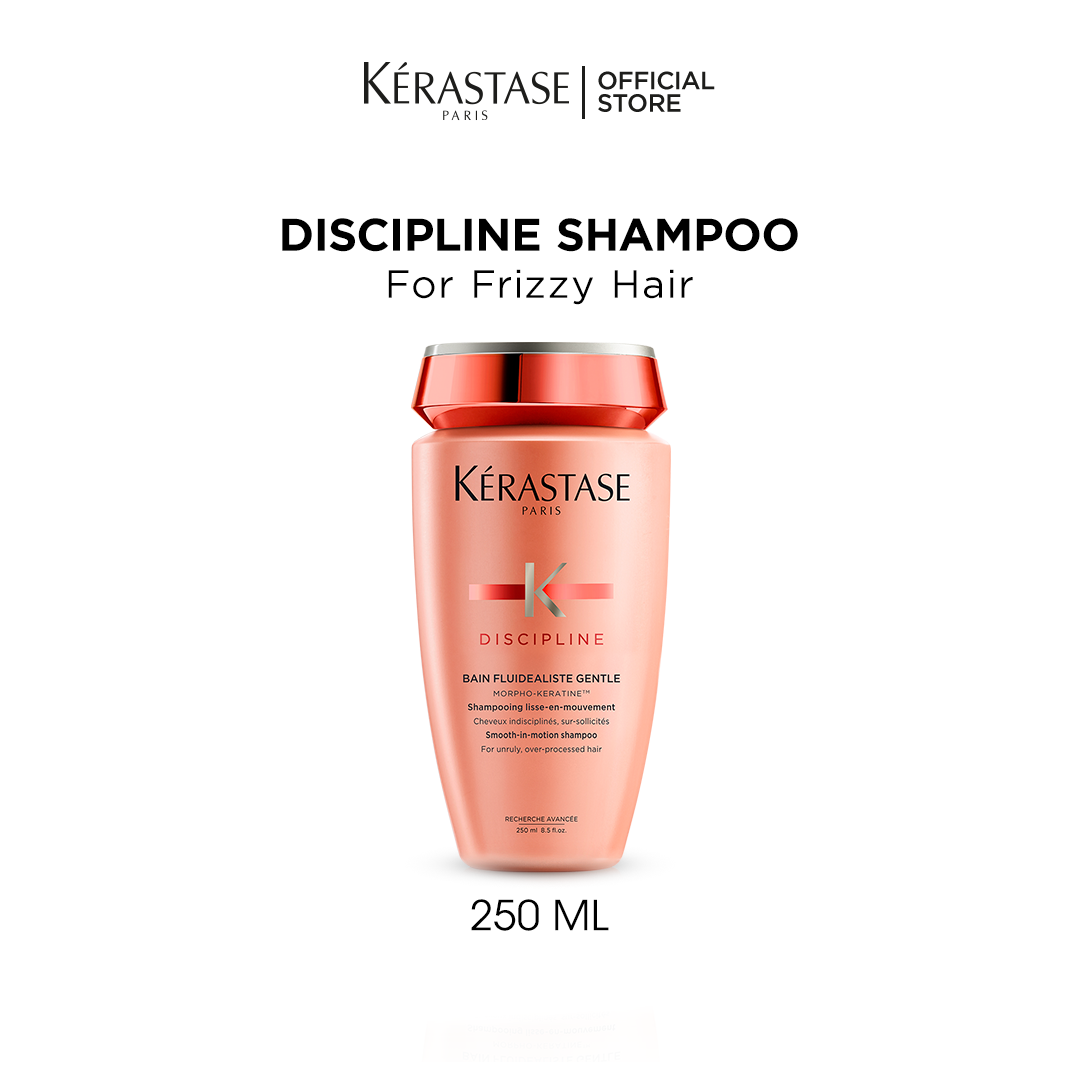 KÉRASTASE
PARIS
OFFICIAL
STORE
DISCIPLINE SHAMPOO
For Frizzy Hair
KÉRASTASE
PARIS
K
DISCIPLINE
BAIN FLUIDEALISTE GENTLE
MORPHO-KERATINE™
Shampooing lisse-en-mouvement
Cheveux indisciplinés, sur-sollicités
Smooth-in-motion shampoo
For unruly, over-processed hair
RECHERCHE AVANCÉE
250 ml 8.5 fl.oz.
250 ML